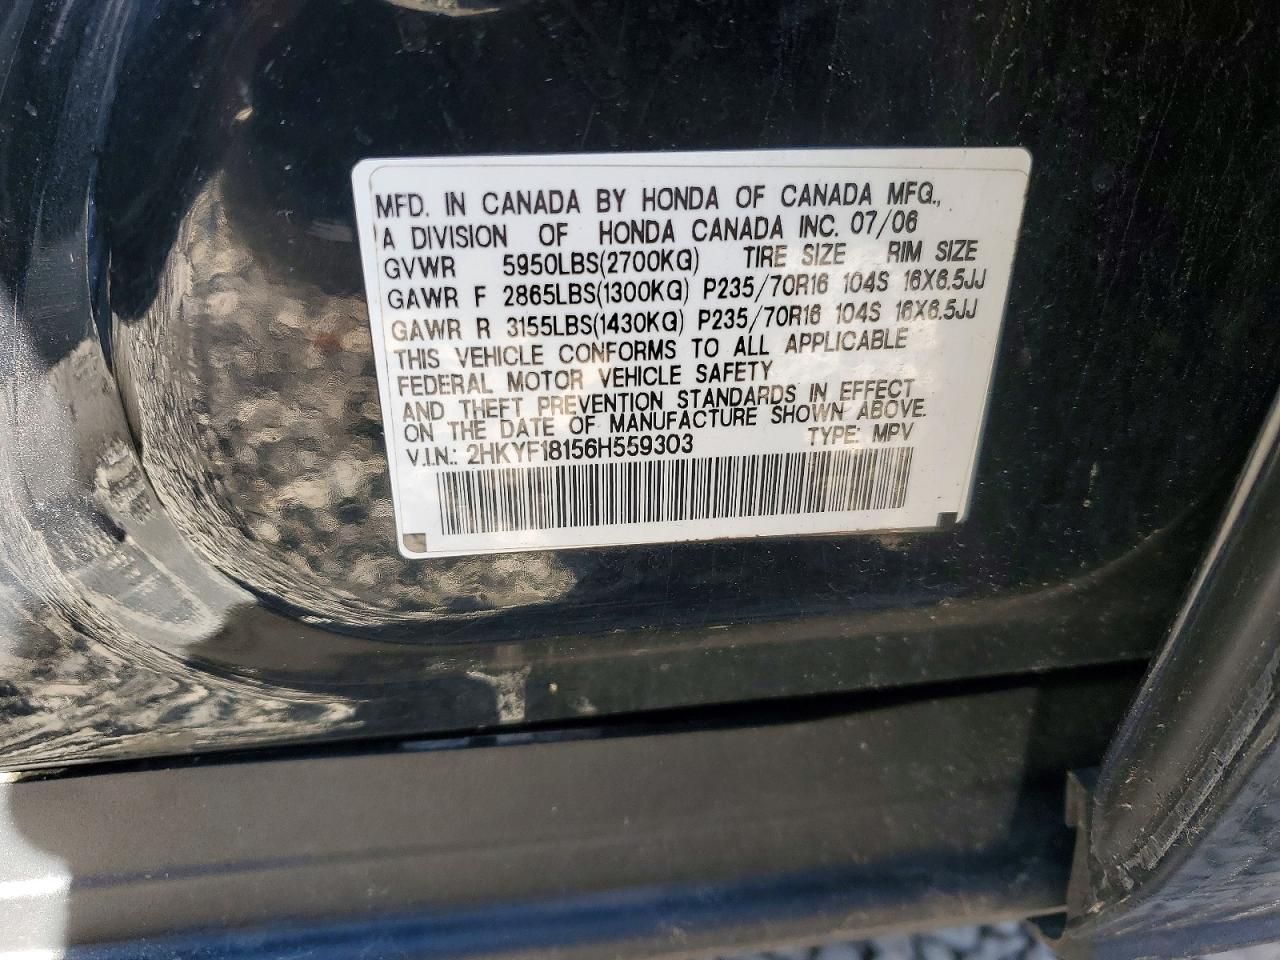 MFD. IN CANADA BY HONDA OF CANADA MFG.,
A DIVISION OF HONDA CANADA INC. 07/06
GVWR 5950LBS(2700KG) TIRE SIZE RIM SIZE
GAWR F 2865LBS(1300KG) P235/70R16 104S 16X6.5JJ
GAWR R 3155LBS(1430KG) P235/70R16 104S 16X6.5JJ
THIS VEHICLE CONFORMS TO ALL APPLICABLE
FEDERAL MOTOR VEHICLE SAFETY
AND THEFT PREVENTION STANDARDS IN EFFECT
ON THE DATE OF MANUFACTURE SHOWN ABOVE.
V.I.N.: 2HKYF18156H559303 TYPE: MPV